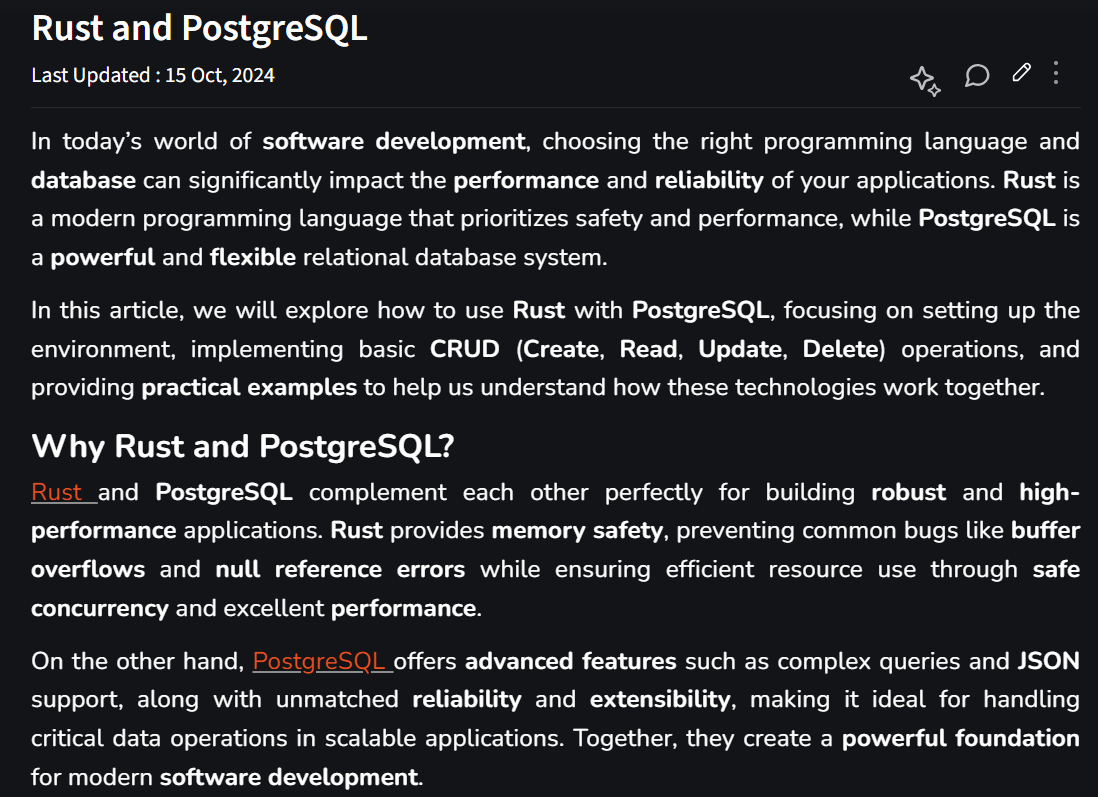 Rust and PostgreSQL
Last Updated : 15 Oct, 2024
In today’s world of software development, choosing the right programming language and
database can significantly impact the performance and reliability of your applications. Rust is
a modern programming language that prioritizes safety and performance, while PostgreSQL is
a powerful and flexible relational database system.
In this article, we will explore how to use Rust with PostgreSQL, focusing on setting up the
environment, implementing basic CRUD (Create, Read, Update, Delete) operations, and
providing practical examples to help us understand how these technologies work together.
Why Rust and PostgreSQL?
Rust and PostgreSQL complement each other perfectly for building robust and high-
performance applications. Rust provides memory safety, preventing common bugs like buffer
overflows and null reference errors while ensuring efficient resource use through safe
concurrency and excellent performance.
On the other hand, PostgreSQL offers advanced features such as complex queries and JSON
support, along with unmatched reliability and extensibility, making it ideal for handling
critical data operations in scalable applications. Together, they create a powerful foundation
for modern software development.